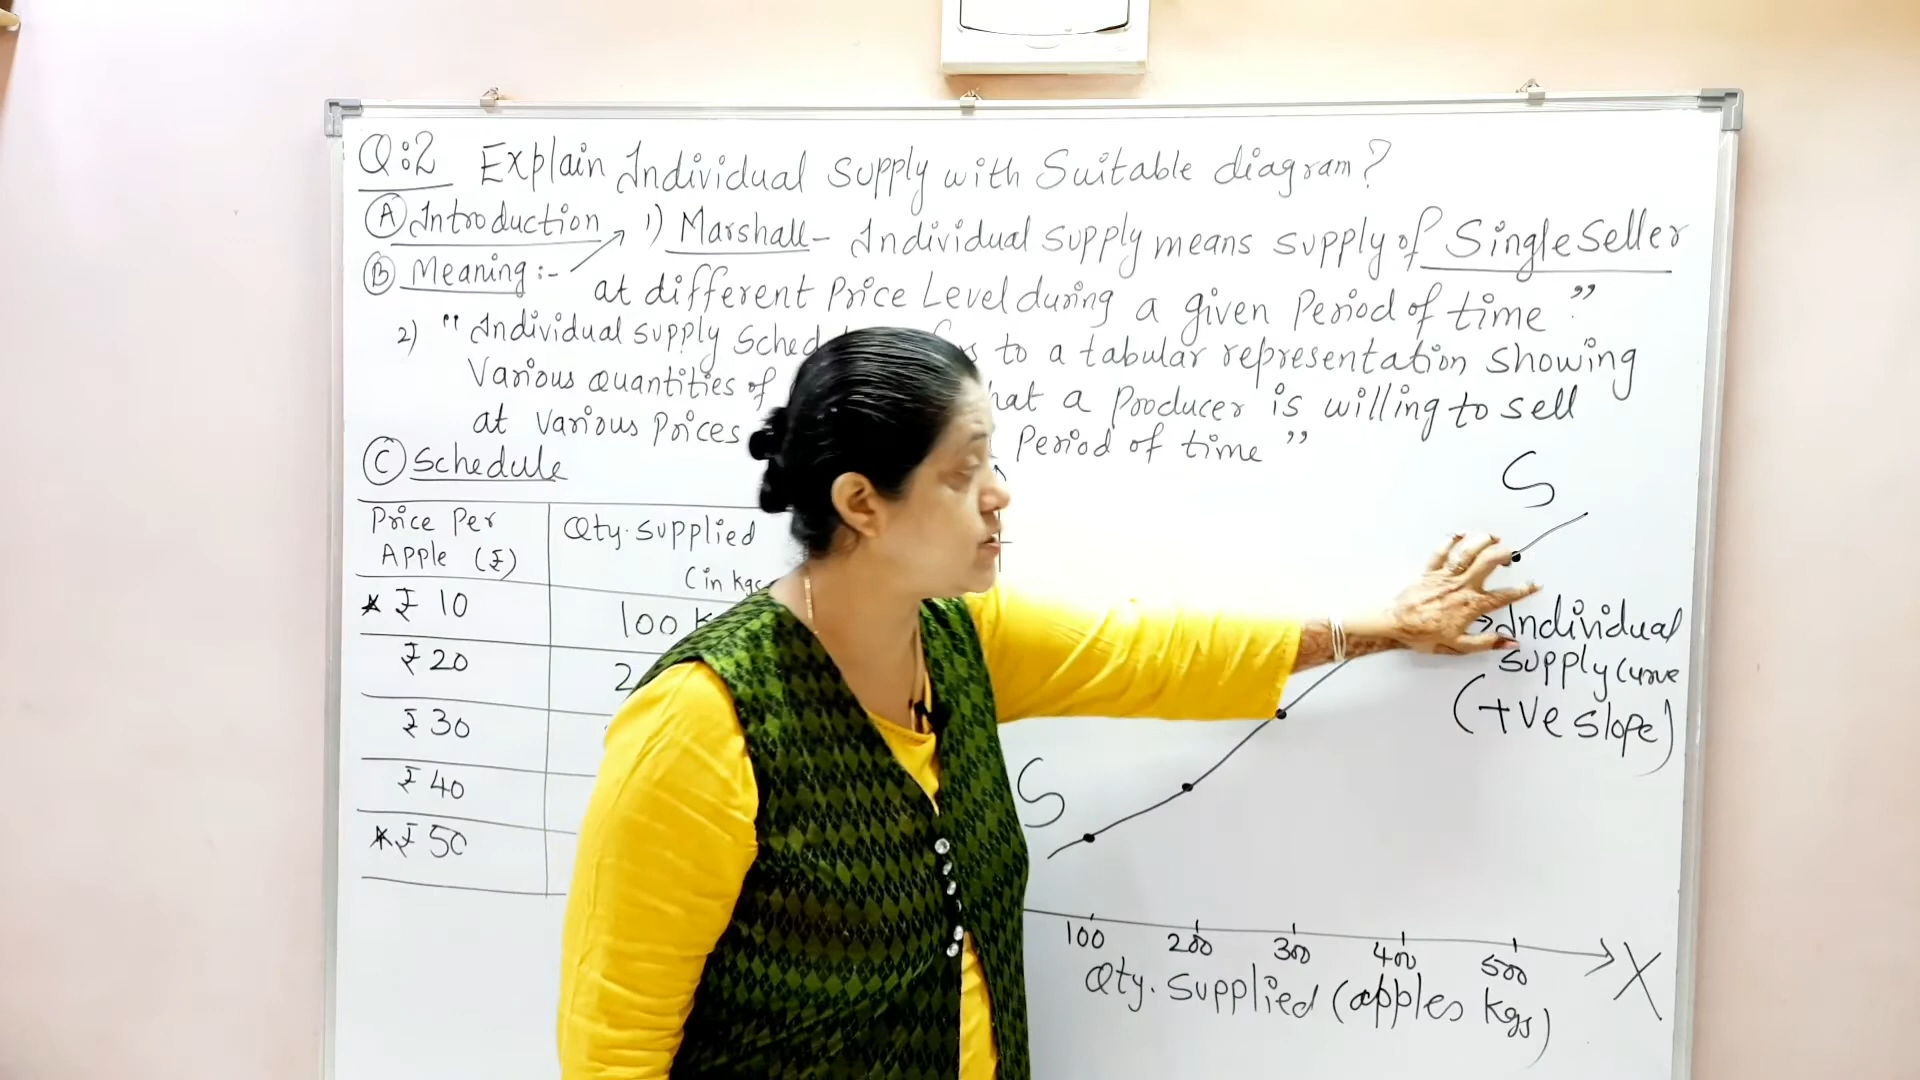 Q:2 Explain Individual Supply with Suitable diagram?
(A) Introduction
(B) Meaning:- 1) Marshall - Individual supply means supply of Single Seller
at different Price Level during a given Period of time"
2) "Individual supply to a tabular representation showing
Various quantities of a Producer is willing to sell
at Various Prices Period of time"
(C) Schedule
Price Per Apple (₹)
Qty. Supplied (in kgs
* ₹ 10
100
₹ 20
₹ 30
₹ 40
* ₹ 50
S
Individual
supply curve
(+ve slope)
S
100 200 300 400 500 X
Qty. Supplied (apples kgs)